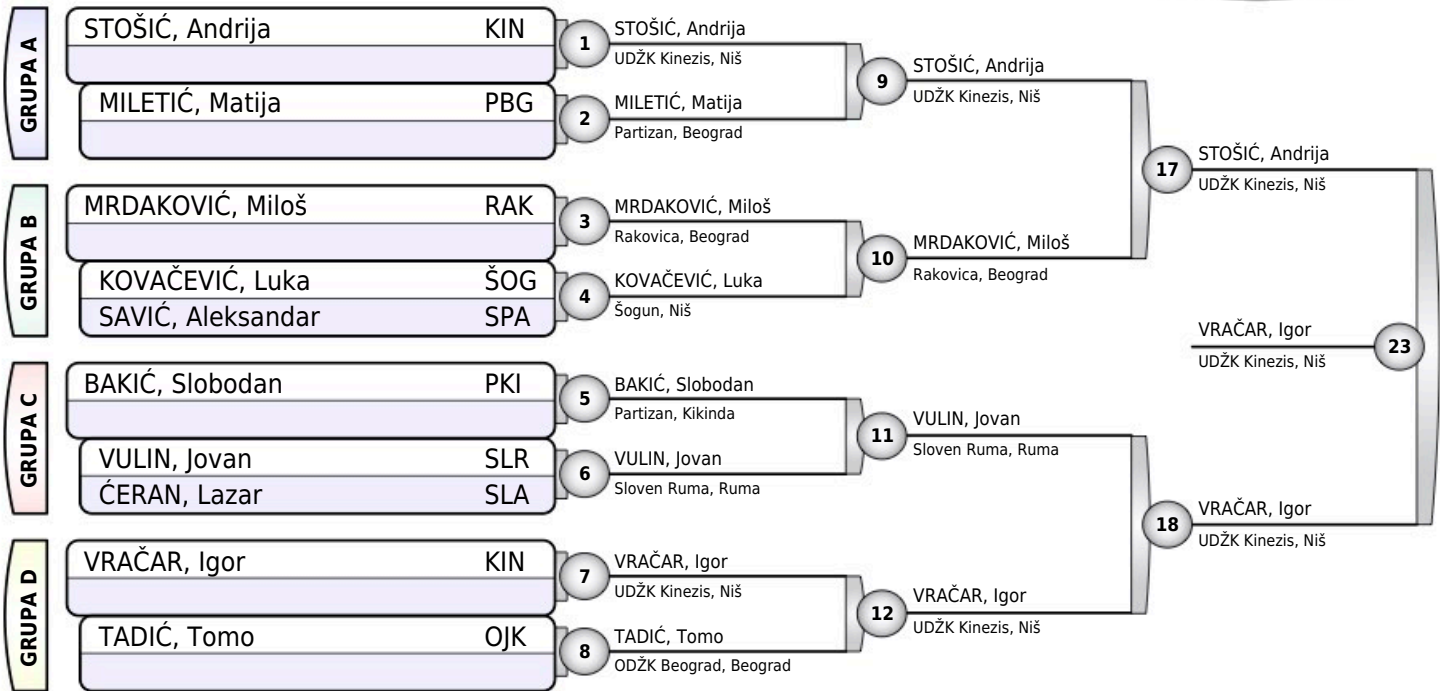 GRUPA A
STOŠIĆ, Andrija KIN
MILETIĆ, Matija PBG
GRUPA B
MRDAKOVIĆ, Miloš RAK
KOVAČEVIĆ, Luka ŠOG
SAVIĆ, Aleksandar SPA
GRUPA C
BAKIĆ, Slobodan PKI
VULIN, Jovan SLR
ĆERAN, Lazar SLA
GRUPA D
VRAČAR, Igor KIN
TADIĆ, Tomo OJK
1
STOŠIĆ, Andrija
UDŽK Kinezis, Niš
2
MILETIĆ, Matija
Partizan, Beograd
3
MRDAKOVIĆ, Miloš
Rakovica, Beograd
4
KOVAČEVIĆ, Luka
Šogun, Niš
5
BAKIĆ, Slobodan
Partizan, Kikinda
6
VULIN, Jovan
Sloven Ruma, Ruma
7
VRAČAR, Igor
UDŽK Kinezis, Niš
8
TADIĆ, Tomo
ODŽK Beograd, Beograd
9
STOŠIĆ, Andrija
UDŽK Kinezis, Niš
10
MRDAKOVIĆ, Miloš
Rakovica, Beograd
11
VULIN, Jovan
Sloven Ruma, Ruma
12
VRAČAR, Igor
UDŽK Kinezis, Niš
17
STOŠIĆ, Andrija
UDŽK Kinezis, Niš
18
VRAČAR, Igor
UDŽK Kinezis, Niš
VRAČAR, Igor
UDŽK Kinezis, Niš
23